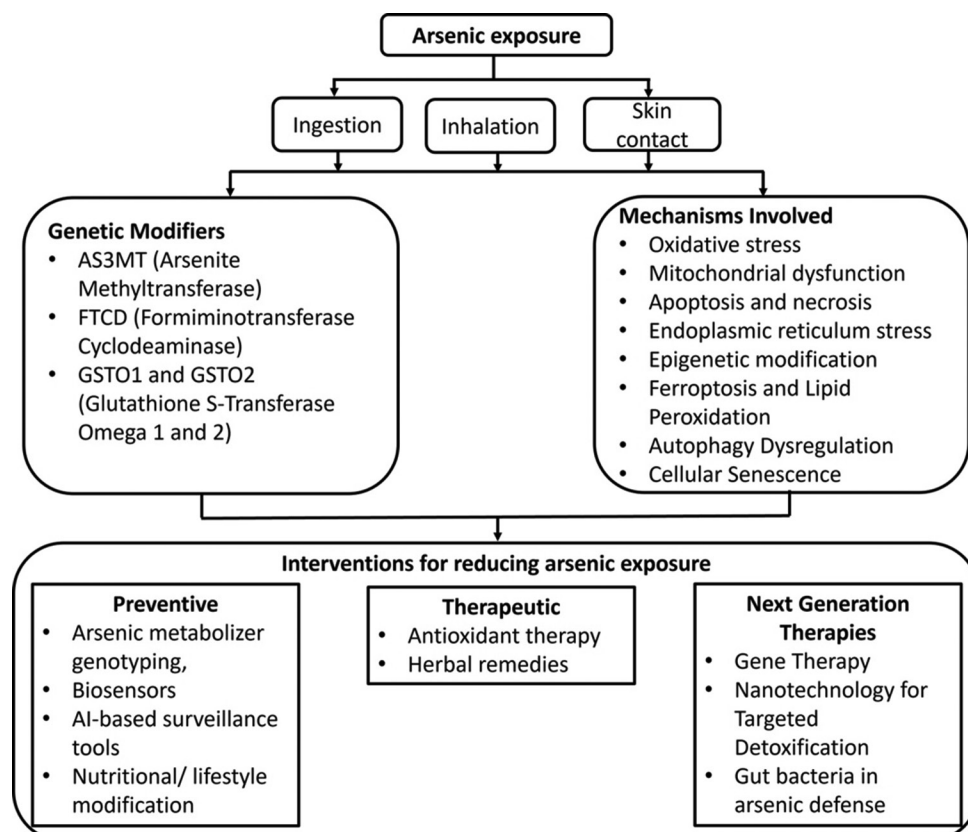 Arsenic exposure
Ingestion
Inhalation
Skin
contact
Genetic Modifiers
• AS3MT (Arsenite
Methyltransferase)
• FTCD (Formiminotransferase
Cyclodeaminase)
• GSTO1 and GSTO2
(Glutathione S-Transferase
Omega 1 and 2)
Mechanisms Involved
• Oxidative stress
• Mitochondrial dysfunction
• Apoptosis and necrosis
• Endoplasmic reticulum stress
• Epigenetic modification
• Ferroptosis and Lipid
Peroxidation
• Autophagy Dysregulation
• Cellular Senescence
Interventions for reducing arsenic exposure
Preventive
• Arsenic metabolizer
genotyping,
• Biosensors
• AI-based surveillance
tools
• Nutritional/ lifestyle
modification
Therapeutic
• Antioxidant therapy
• Herbal remedies
Next Generation
Therapies
• Gene Therapy
• Nanotechnology for
Targeted
Detoxification
• Gut bacteria in
arsenic defense